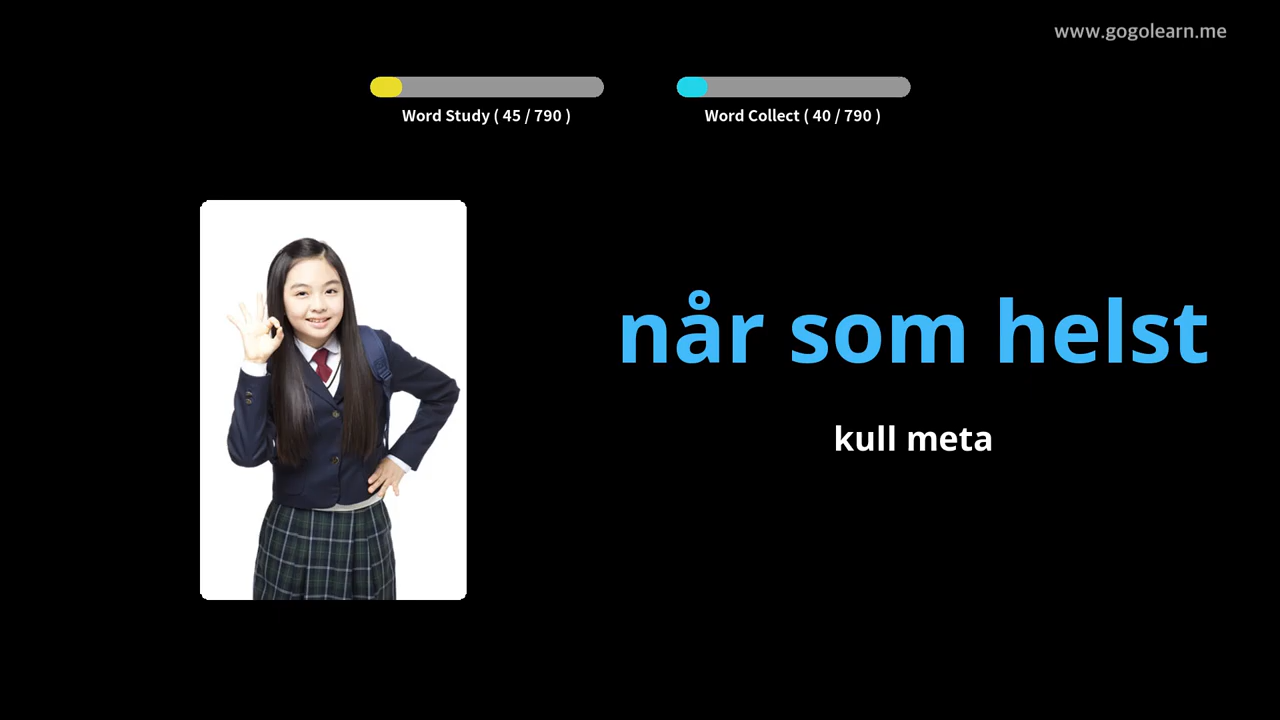 www.gogolearn.me
Word Study ( 45 / 790 )
Word Collect ( 40 / 790 )
når som helst
kull meta